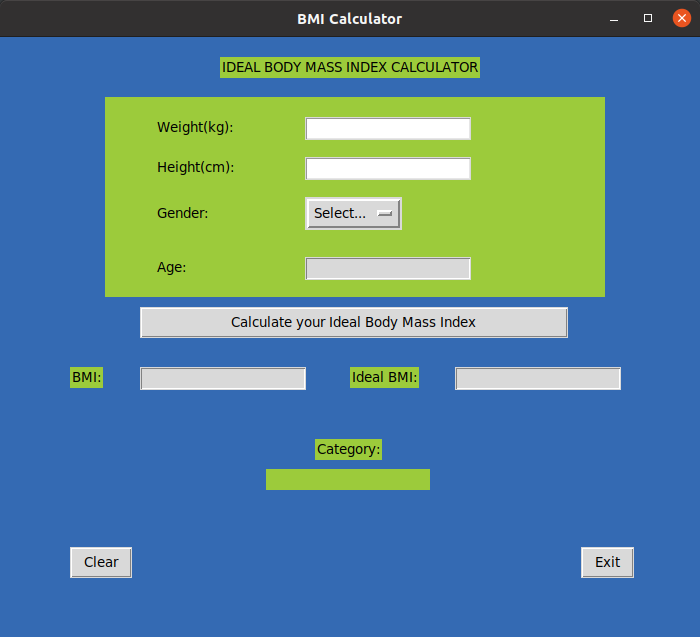 BMI Calculator
IDEAL BODY MASS INDEX CALCULATOR
Weight(kg):
Height(cm):
Gender: Select...
Age:
Calculate your Ideal Body Mass Index
BMI: Ideal BMI:
Category:
Clear Exit